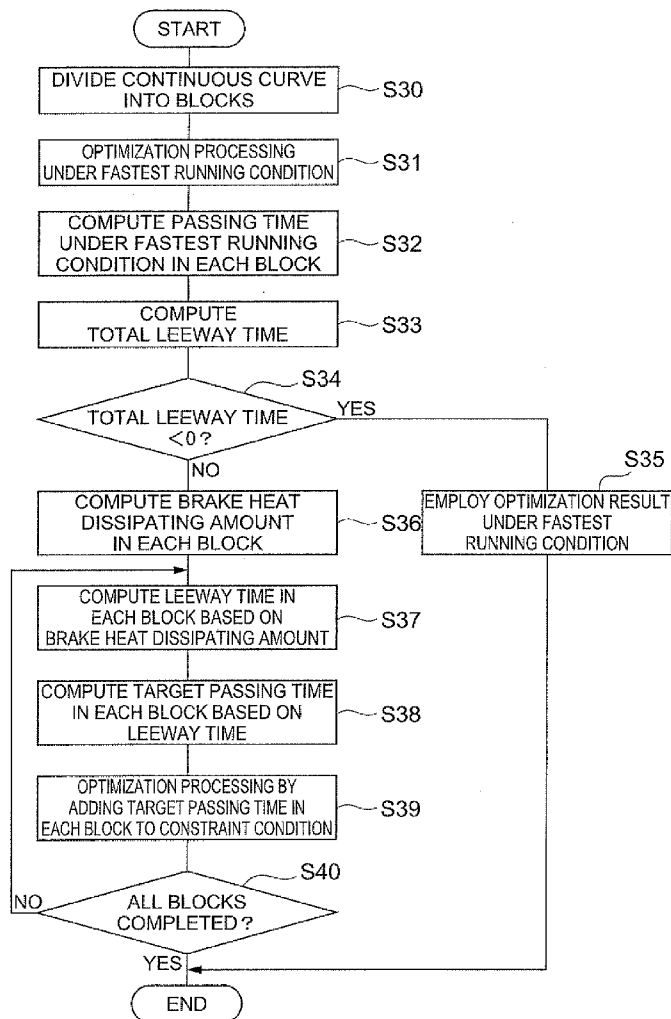 START
DIVIDE CONTINUOUS CURVE
INTO BLOCKS
S30
OPTIMIZATION PROCESSING
UNDER FASTEST RUNNING CONDITION
S31
COMPUTE PASSING TIME
UNDER FASTEST RUNNING
CONDITION IN EACH BLOCK
S32
COMPUTE
TOTAL LEEWAY TIME
S33
S34
TOTAL LEEWAY TIME
<0?
YES
NO
S35
EMPLOY OPTIMIZATION RESULT
UNDER FASTEST
RUNNING CONDITION
COMPUTE BRAKE HEAT
DISSIPATING AMOUNT
IN EACH BLOCK
S36
COMPUTE LEEWAY TIME IN
EACH BLOCK BASED ON
BRAKE HEAT DISSIPATING AMOUNT
S37
COMPUTE TARGET PASSING TIME
IN EACH BLOCK BASED ON
LEEWAY TIME
S38
OPTIMIZATION PROCESSING BY
ADDING TARGET PASSING TIME IN
EACH BLOCK TO CONSTRAINT CONDITION
S39
S40
NO
ALL BLOCKS
COMPLETED?
YES
END